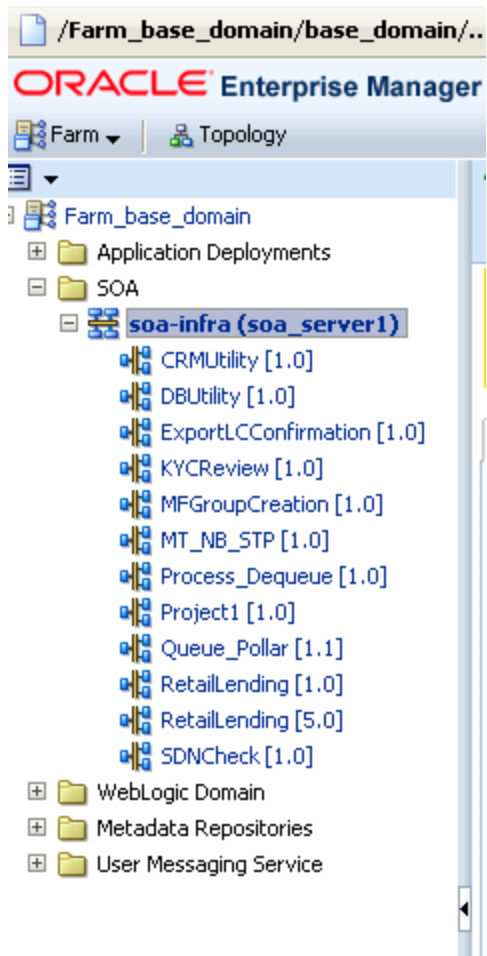 /Farm_base_domain/base_domain/..
ORACLE Enterprise Manager
Farm Topology
Farm_base_domain
Application Deployments
SOA
soa-infra (soa_server1)
CRMUtility [1.0]
DBUtility [1.0]
ExportLCConfirmation [1.0]
KYCReview [1.0]
MFGroupCreation [1.0]
MT_NB_STP [1.0]
Process_Dequeue [1.0]
Project1 [1.0]
Queue_Pollar [1.1]
RetailLending [1.0]
RetailLending [5.0]
SDNCheck [1.0]
WebLogic Domain
Metadata Repositories
User Messaging Service